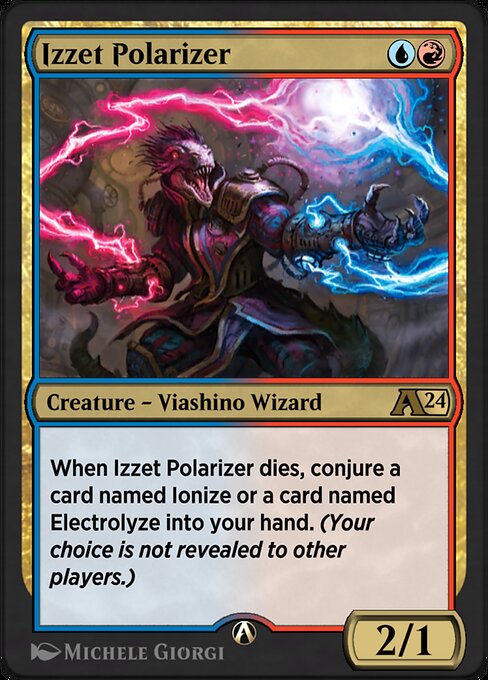 Izzet Polarizer
Creature – Viashino Wizard
A24
When Izzet Polarizer dies, conjure a
card named Ionize or a card named
Electrolyze into your hand. (Your
choice is not revealed to other
players.)
2/1
Michele Giorgi